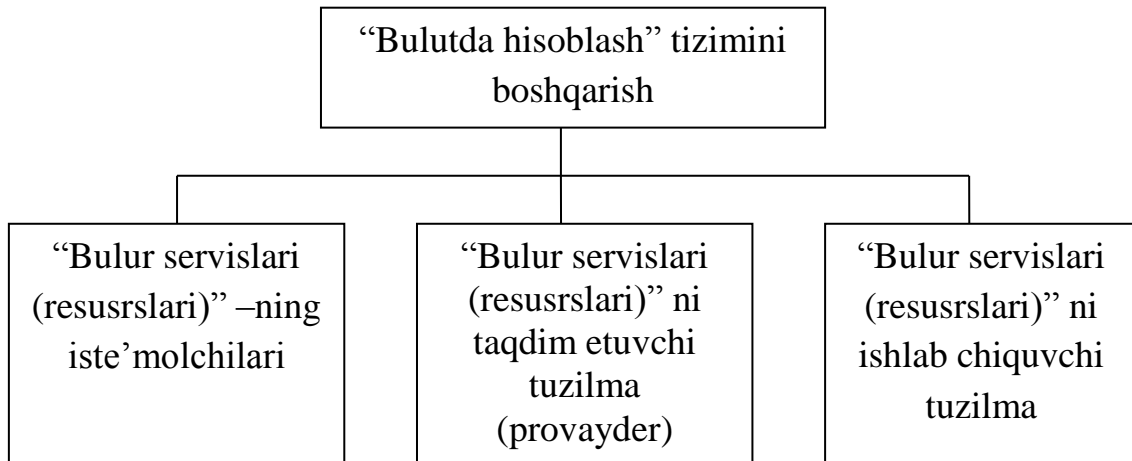 “Bulutda hisoblash” tizimini
boshqarish
“Bulur servislari
(resusrslari)” –ning
iste’molchilari
“Bulur servislari
(resusrslari)” ni
taqdim etuvchi
tuzilma
(provayder)
“Bulur servislari
(resusrslari)” ni
ishlab chiquvchi
tuzilma